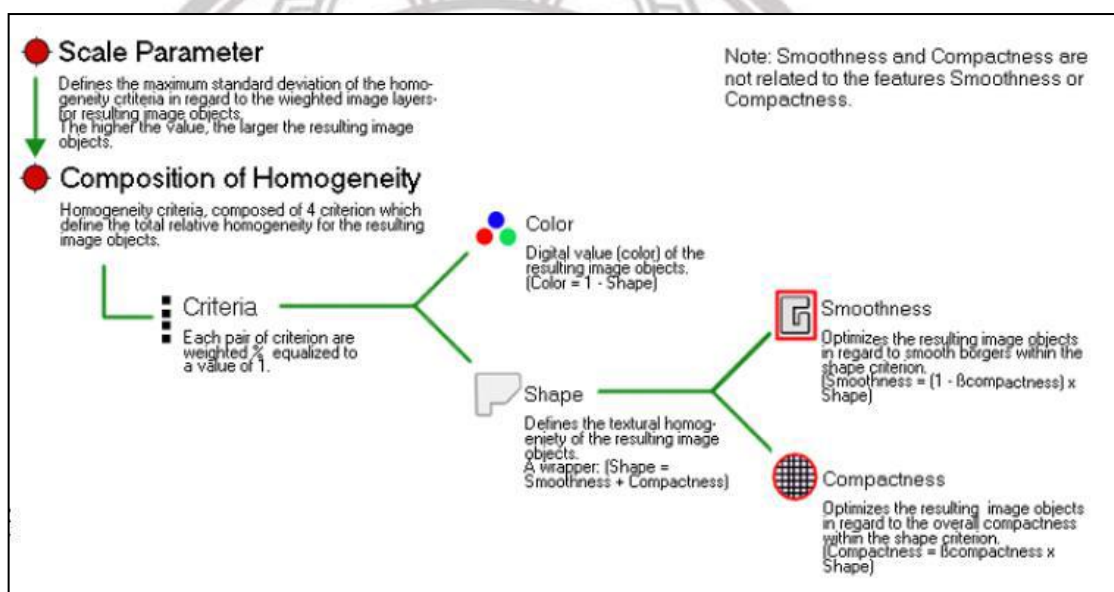 Scale Parameter
Defines the maximum standard deviation of the homo-
geneity crtiteria in regard to the wieghted image layers-
for resulting image objects.
The higher the value, the larger the resulting image
objects.
Note: Smoothness and Compactness are
not related to the features Smoothness or
Compactness.
Composition of Homogeneity
Homogeneity criteria, composed of 4 criterion which
define the total relative homogeneity for the resulting
image objects.
Criteria
Each pair of criterion are
weighted % equalized to
a value of 1.
Color
Digital value (color) of the
resulting image objects.
(Color = 1 - Shape)
Shape
Defines the textural homog-
eniety of the resulting image
objects.
A wrapper: (Shape =
Smoothness + Compactness)
Smoothness
Optimizes the resulting image objects
in regard to smooth borgers within the
shape criterion.
(Smoothness = (1 - ßcompactness) x
Shape)
Compactness
Optimizes the resulting image objects
in regard to the overall compactness
within the shape criterion.
(Compactness = ßcompactness x
Shape)